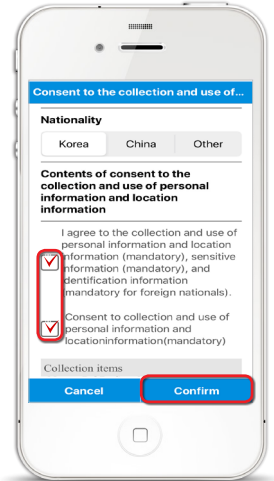 Consent to the collection and use of...
Nationality
Korea China Other
Contents of consent to the
collection and use of personal
information and location
information
I agree to the collection and use of
personal information and location
information (mandatory), sensitive
information (mandatory), and
identification information
(mandatory for foreign nationals).
Consent to collection and use of
personal information and
locationinformation(mandatory)
Collection items
Cancel Confirm